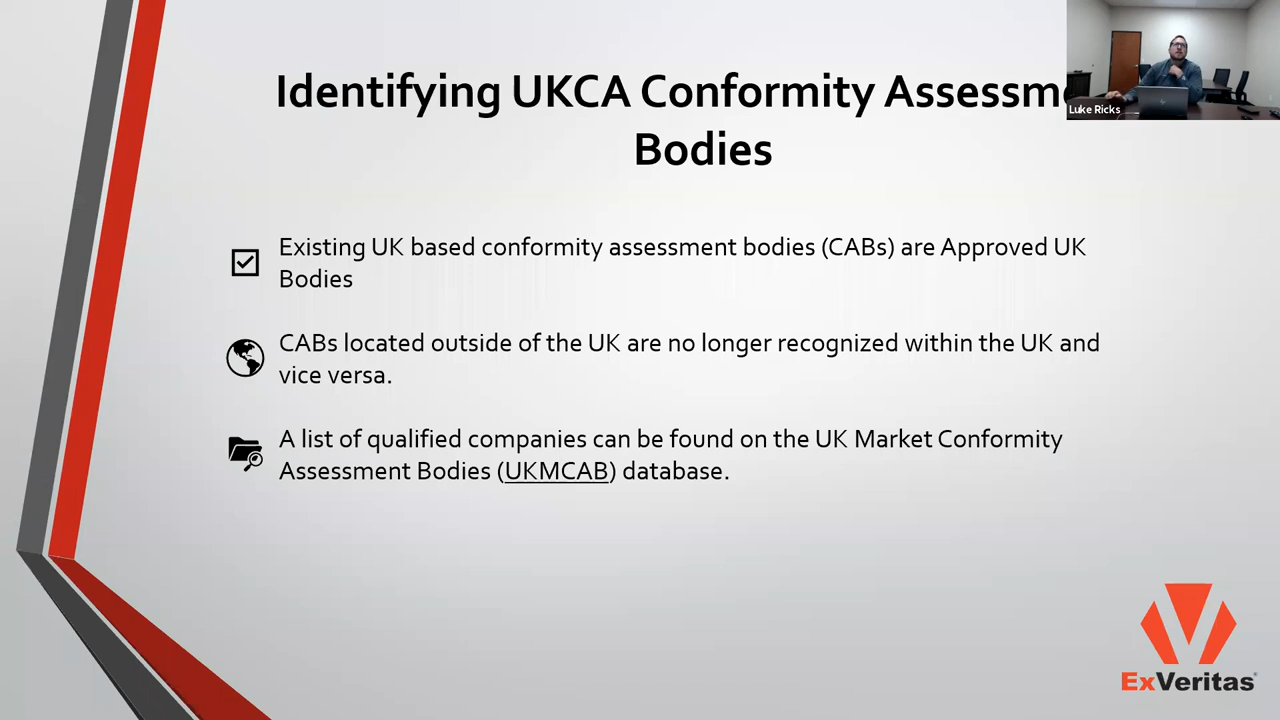 Identifying UKCA Conformity Assessm
Bodies
Luke Ricks
Existing UK based conformity assessment bodies (CABs) are Approved UK
Bodies
CABs located outside of the UK are no longer recognized within the UK and
vice versa.
A list of qualified companies can be found on the UK Market Conformity
Assessment Bodies (UKMCAB) database.
ExVeritas